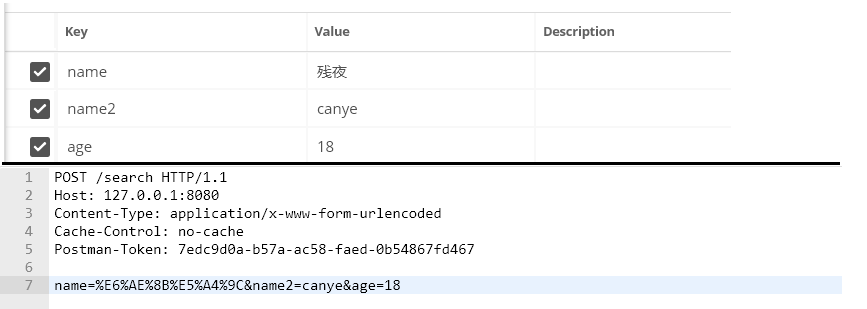 Key Value Description
name 残夜
name2 canye
age 18
1 POST /search HTTP/1.1
2 Host: 127.0.0.1:8080
3 Content-Type: application/x-www-form-urlencoded
4 Cache-Control: no-cache
5 Postman-Token: 7edc9d0a-b57a-ac58-faed-0b54867fd467
6
7 name=%E6%AE%8B%E5%A4%9C&name2=canye&age=18